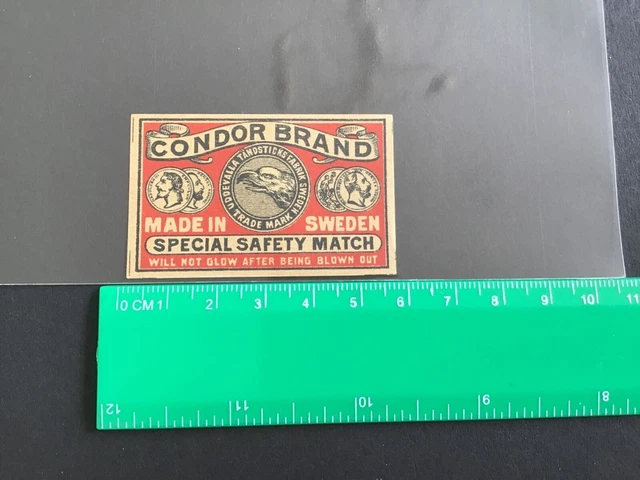 CONDOR BRAND
UDDEVALLA TÄNDSTICKSFABRIK SWEDEN
TRADE MARK
MADE IN SWEDEN
SPECIAL SAFETY MATCH
WILL NOT GLOW AFTER BEING BLOWN OUT
0 CM 1 2 3 4 5 6 7 8 9 10 11
12 11 10 9 8